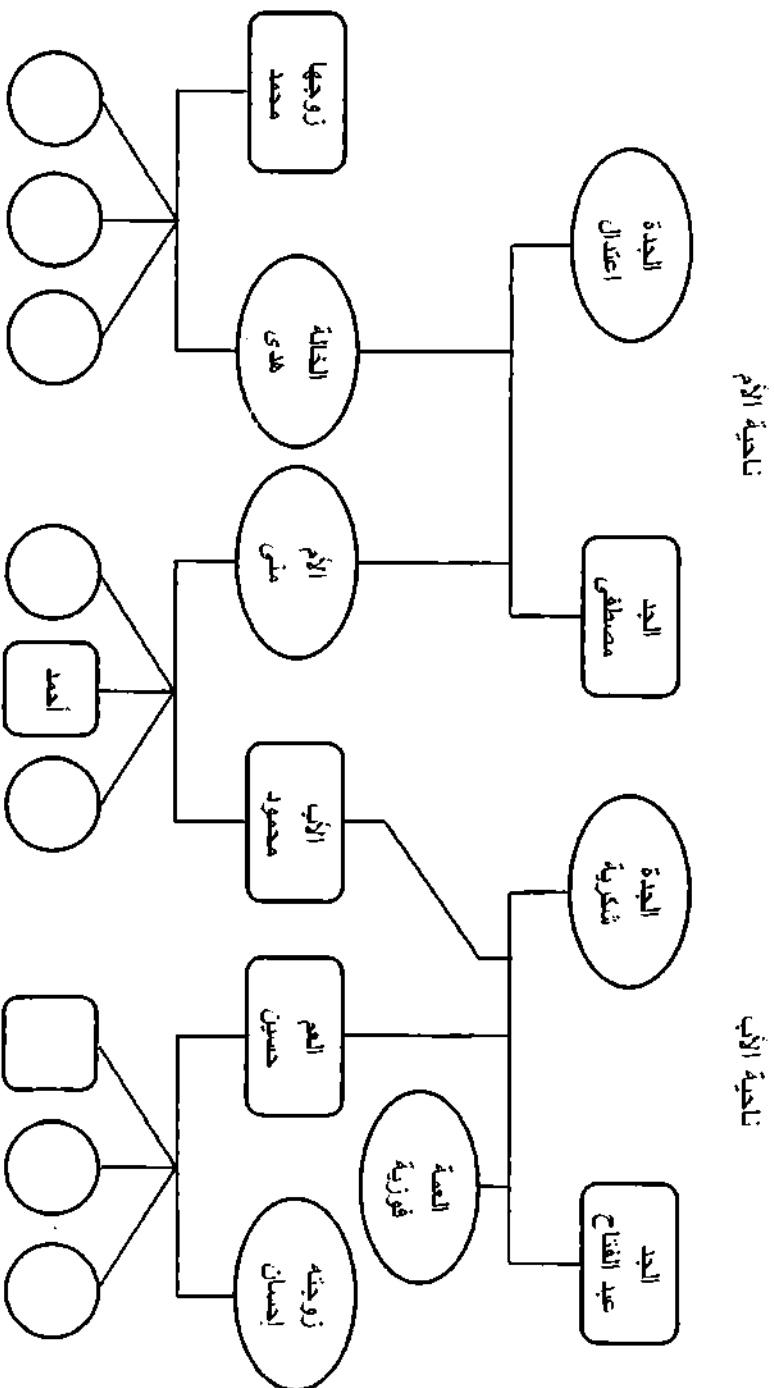 ناحية الأب
ناحية الأم
الجد
عبد الفتاح
الجدة
شكرية
الجد
مصطفى
الجدة
اعتدال
العمة
فوزية
زوجته
إحسان
العم
حسين
الأب
محمود
الأم
منى
الخالة
هدى
زوجها
محمد
أحمد